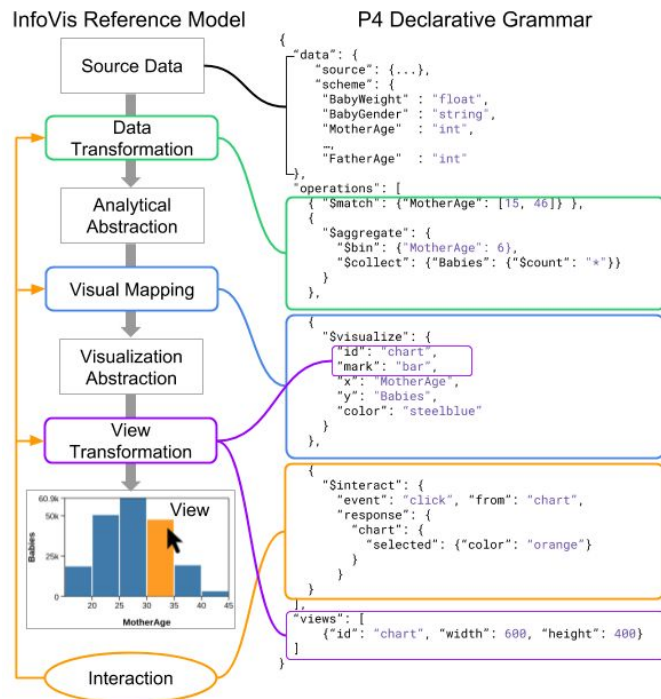 InfoVis Reference Model
P4 Declarative Grammar
Source Data
Data
Transformation
Analytical
Abstraction
Visual Mapping
Visualization
Abstraction
View
Transformation
View
60.9k
50k
25k
0
Babies
20 25 30 35 40 45
MotherAge
Interaction
{
"data": {
"source": {...},
"scheme": {
"BabyWeight" : "float",
"BabyGender" : "string",
"MotherAge" : "int",
…,
"FatherAge" : "int"
},
"operations": [
{ "$match": {"MotherAge": [15, 46]} },
{
"$aggregate": {
"$bin": {"MotherAge": 6},
"$collect": {"Babies": {"$count": "*"}}
}
},
{
"$visualize": {
"id": "chart",
"mark": "bar",
"x": "MotherAge",
"y": "Babies",
"color": "steelblue"
}
},
{
"$interact": {
"event": "click", "from": "chart",
"response": {
"chart": {
"selected": {"color": "orange"}
}
}
}
],
"views": [
{"id": "chart", "width": 600, "height": 400}
]
}